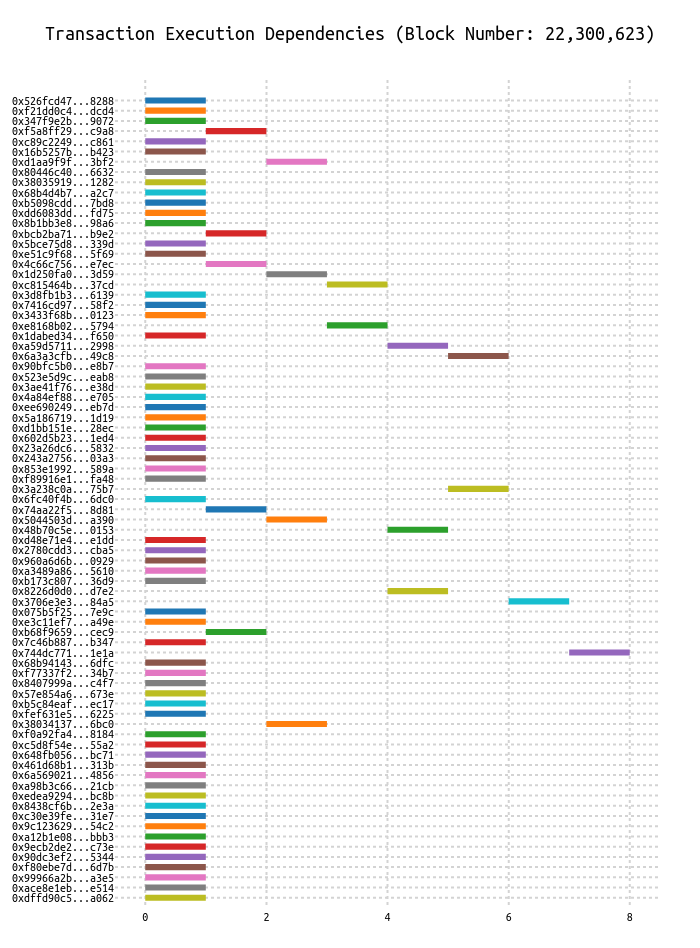 Transaction Execution Dependencies (Block Number: 22,300,623)
0x526fcd47...8288
0xf21dd0c4...dcd4
0x347f9e2b...9072
0xf5a8ff29...c9a8
0xc89c2249...c861
0x16b5257b...b423
0xd1aa9f9f...3bf2
0x80446c40...6632
0x38035919...1282
0x68b4d4b7...a2c7
0xb5098cdd...7bd8
0xdd6083dd...fd75
0x8b1bb3e8...98a6
0xbcb2ba71...b9e2
0x5bce75d8...339d
0xe51c9f68...5f69
0x4c66c756...e7ec
0x1d250fa0...3d59
0xc815464b...37cd
0x3d8fb1b3...6139
0x7416cd97...58f2
0x3433f68b...0123
0xe8168b02...5794
0x1dabed34...f650
0xa59d5711...2998
0x6a3a3cfb...49c8
0x90bfc5b0...e8b7
0x523e5d9c...eab8
0x3ae41f76...e38d
0x4a84ef88...e705
0xee690249...eb7d
0x5a186719...1d19
0xd1bb151e...28ec
0x602d5b23...1ed4
0x23a26dc6...5832
0x243a2756...03a3
0x853e1992...589a
0xf89916e1...fa48
0x3a238c0a...75b7
0x6fc40f4b...6dc0
0x74aa22f5...8d81
0x5044503d...a390
0x48b70c5e...0153
0xd48e71e4...e1dd
0x2780cdd3...cba5
0x960a6d6b...0929
0xa3489a86...5610
0xb173c807...36d9
0x8226d0d0...d7e2
0x3706e3e3...84a5
0x075b5f25...7e9c
0xe3c11ef7...a49e
0xb68f9659...cec9
0x7c46b887...b347
0x744dc771...1e1a
0x68b94143...6dfc
0xf77337f2...34b7
0x8407999a...c4f7
0x57e854a6...673e
0xb5c84eaf...ec17
0xfef631e5...6225
0x38034137...6bc0
0xf0a92fa4...8184
0xc5d8f54e...55a2
0x648fb056...bc71
0x461d68b1...313b
0x6a569021...4856
0xa98b3c66...21cb
0xedea9294...bc8b
0x8438cf6b...2e3a
0xc30e39fe...31e7
0x9c123629...54c2
0xa12b1e08...bbb3
0x9ecb2de2...c73e
0x90dc3ef2...5344
0xf80ebe7d...6d7b
0x99966a2b...a3e5
0xace8e1eb...e514
0xdffd90c5...a062
0 2 4 6 8